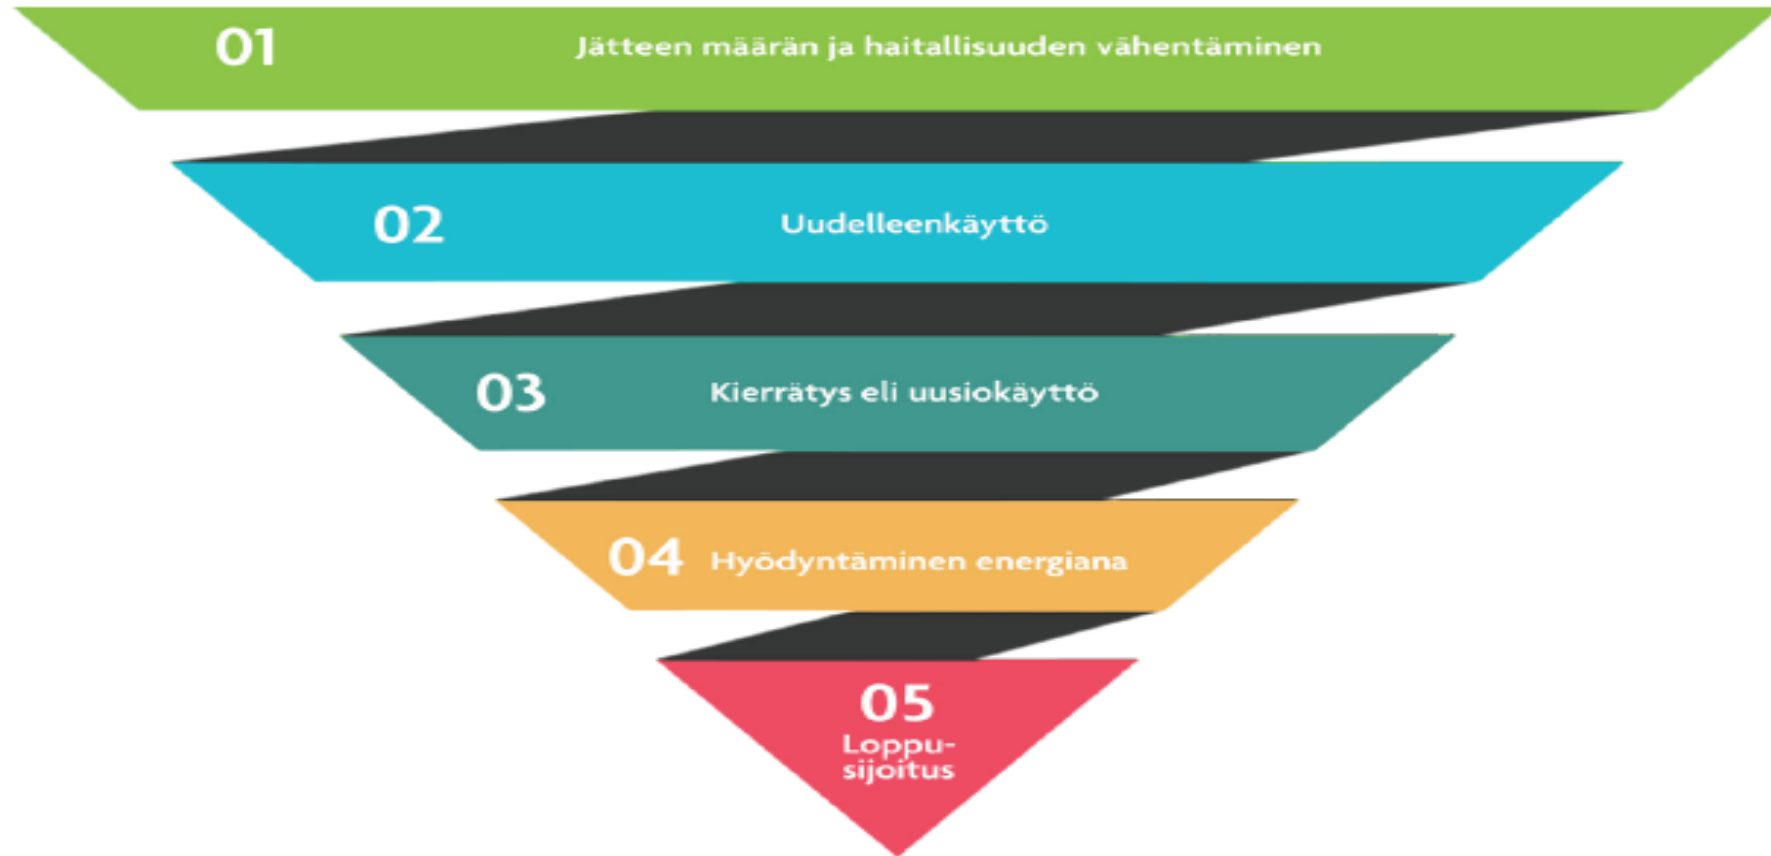 01 Jätteen määrän ja haitallisuuden vähentäminen
02 Uudelleenkäyttö
03 Kierrätys eli uusiokäyttö
04 Hyödyntäminen energiana
05
Loppu-
sijoitus